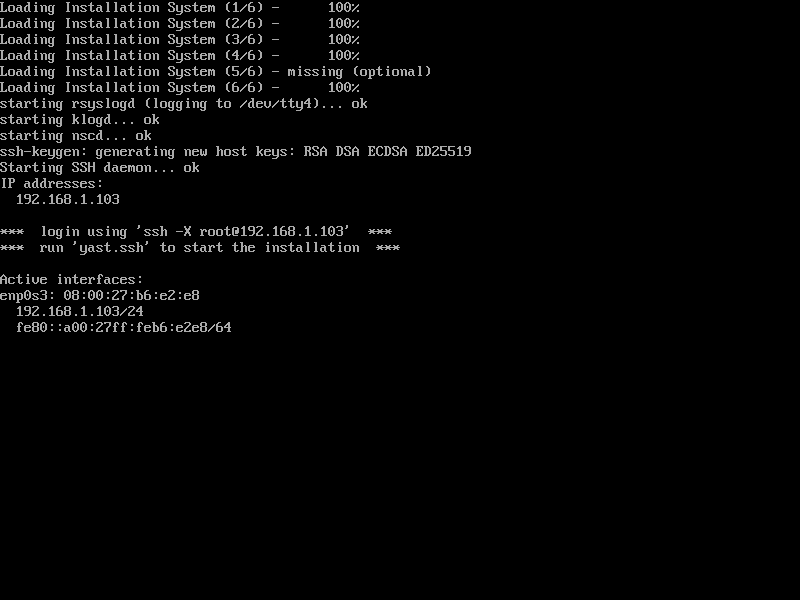 Loading Installation System (1/6) -      100%
Loading Installation System (2/6) -      100%
Loading Installation System (3/6) -      100%
Loading Installation System (4/6) -      100%
Loading Installation System (5/6) - missing (optional)
Loading Installation System (6/6) -      100%
starting rsyslogd (logging to /dev/tty4)... ok
starting klogd... ok
starting nscd... ok
ssh-keygen: generating new host keys: RSA DSA ECDSA ED25519
Starting SSH daemon... ok
IP addresses:
  192.168.1.103
***  login using 'ssh -X root@192.168.1.103'  ***
***  run 'yast.ssh' to start the installation  ***
Active interfaces:
enp0s3: 08:00:27:b6:e2:e8
  192.168.1.103/24
  fe80::a00:27ff:feb6:e2e8/64